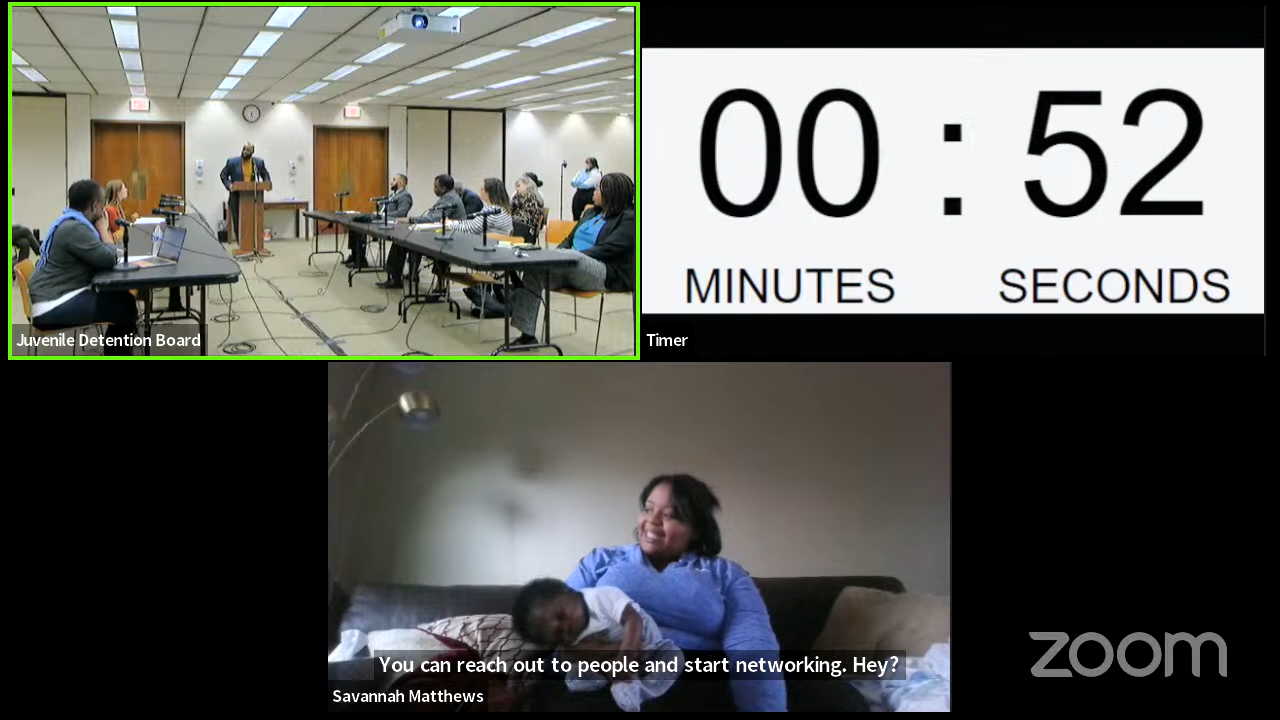 00 : 52
MINUTES SECONDS
Juvenile Detention Board
Timer
You can reach out to people and start networking. Hey?
Savannah Matthews
zoom